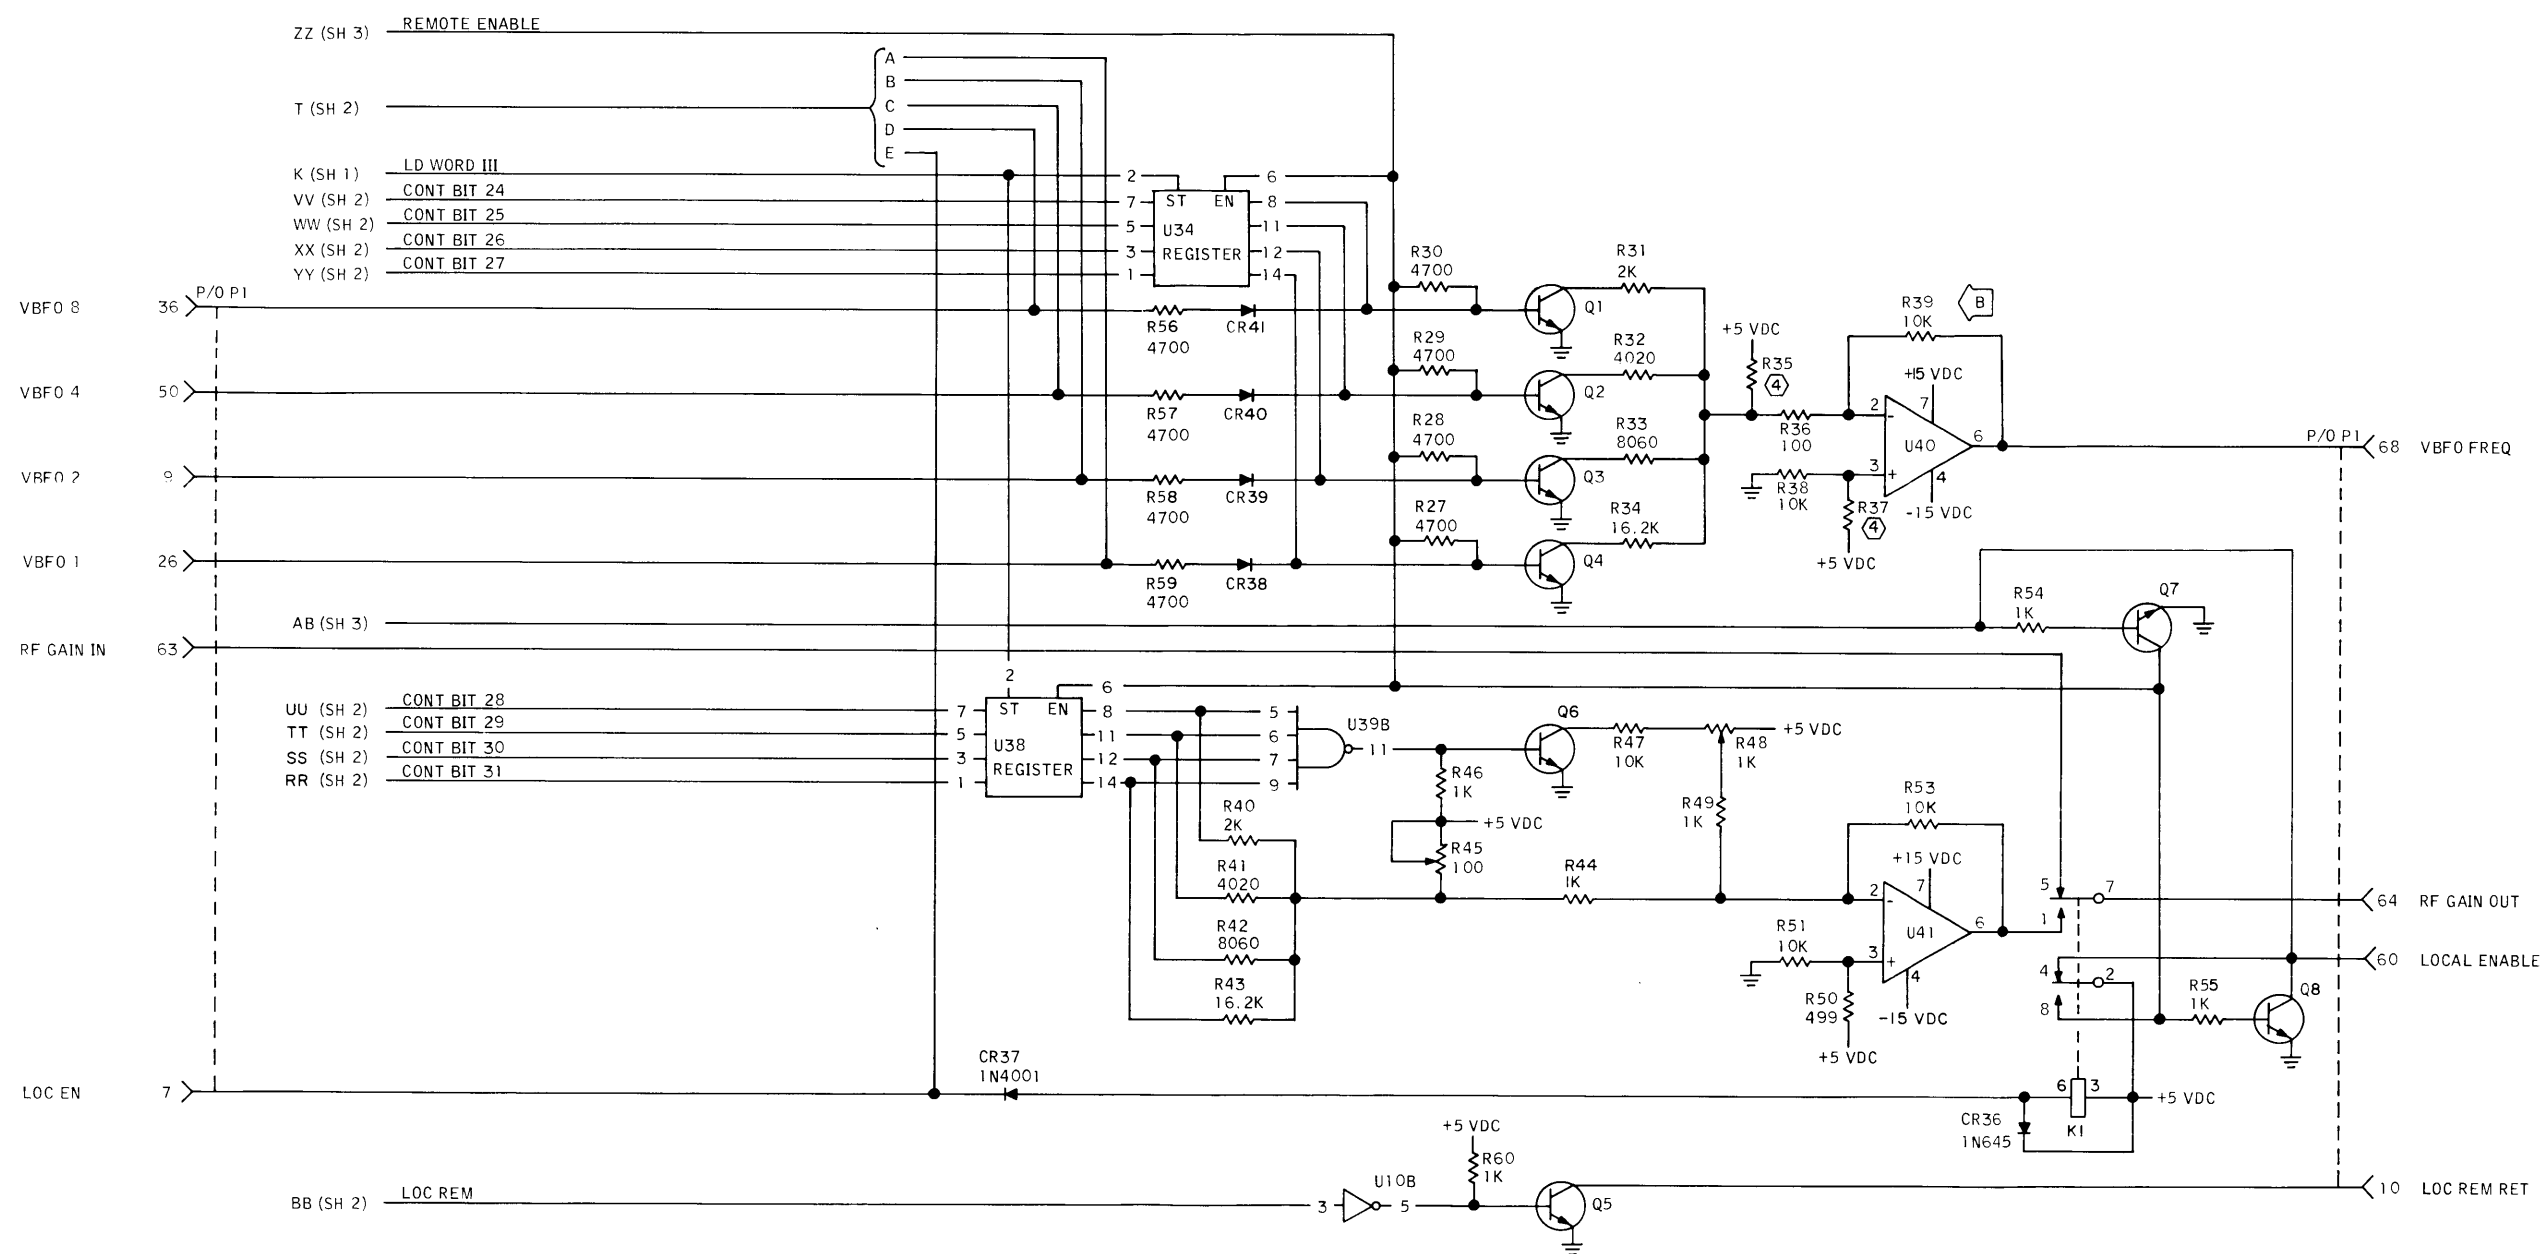 ZZ (SH 3) REMOTE ENABLE
A
B
T (SH 2) C
D
E
K (SH 1) LD WORD III 2 6
VV (SH 2) CONT BIT 24 7 ST EN 8
WW (SH 2) CONT BIT 25 5 U34 11
XX (SH 2) CONT BIT 26 3 REGISTER 12
YY (SH 2) CONT BIT 27 1 14
P/O P1
VBFO 8 36
R56
4700
CR41
R30
4700
Q1
R31
2K
VBFO 4 50
R57
4700
CR40
R29
4700
Q2
R32
4020
VBFO 2 9
R58
4700
CR39
R28
4700
Q3
R33
8060
VBFO 1 26
R59
4700
CR38
R27
4700
Q4
R34
16.2K
+5 VDC
R35
4
R36
100
R39
10K
B
+15 VDC
2 - 7
U40 6
3 + 4
-15 VDC
R38
10K
R37
4
+5 VDC
P/O P1
68 VBFO FREQ
AB (SH 3)
R54
1K
Q7
RF GAIN IN 63
2
6
UU (SH 2) CONT BIT 28 7 ST EN 8
TT (SH 2) CONT BIT 29 5 U38 11
SS (SH 2) CONT BIT 30 3 REGISTER 12
RR (SH 2) CONT BIT 31 1 14
5
6
7
9
U39B
11
Q6
R47
10K
R48
1K
+5 VDC
R46
1K
+5 VDC
R45
100
R49
1K
R40
2K
R41
4020
R42
8060
R43
16.2K
R44
1K
R53
10K
+15 VDC
2 - 7
U41 6
3 + 4
-15 VDC
R51
10K
R50
499
+5 VDC
5 7
1
64 RF GAIN OUT
4 2
8
60 LOCAL ENABLE
R55
1K
Q8
LOC EN 7
CR37
1N4001
6 3
+5 VDC
K1
CR36
1N645
BB (SH 2) LOC REM
3 U10B 5
+5 VDC
R60
1K
Q5
10 LOC REM RET